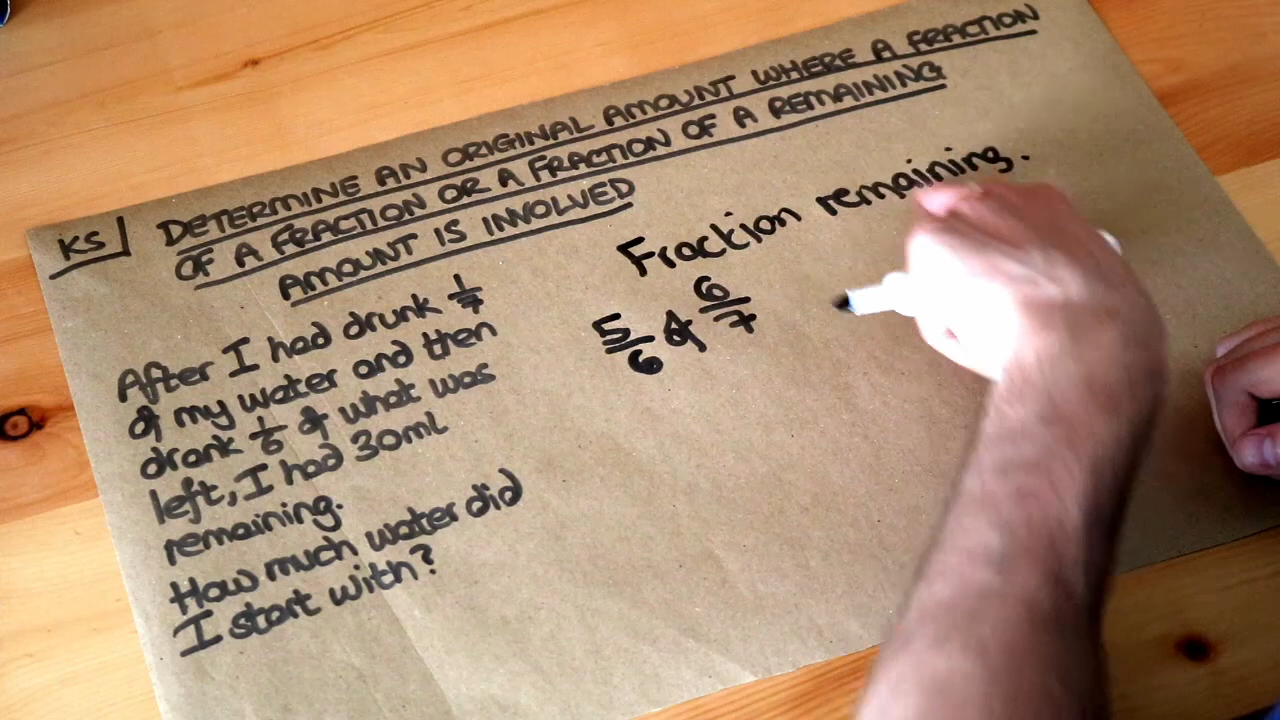 K5
DETERMINE AN ORIGINAL AMOUNT WHERE A FRACTION
OF A FRACTION OR A FRACTION OF A REMAINING
AMOUNT IS INVOLVED
After I had drunk 1/7
of my water and then
drank 1/6 of what was
left, I had 30ml
remaining.
How much water did
I start with?
Fraction remaining.
5/6 of 6/7